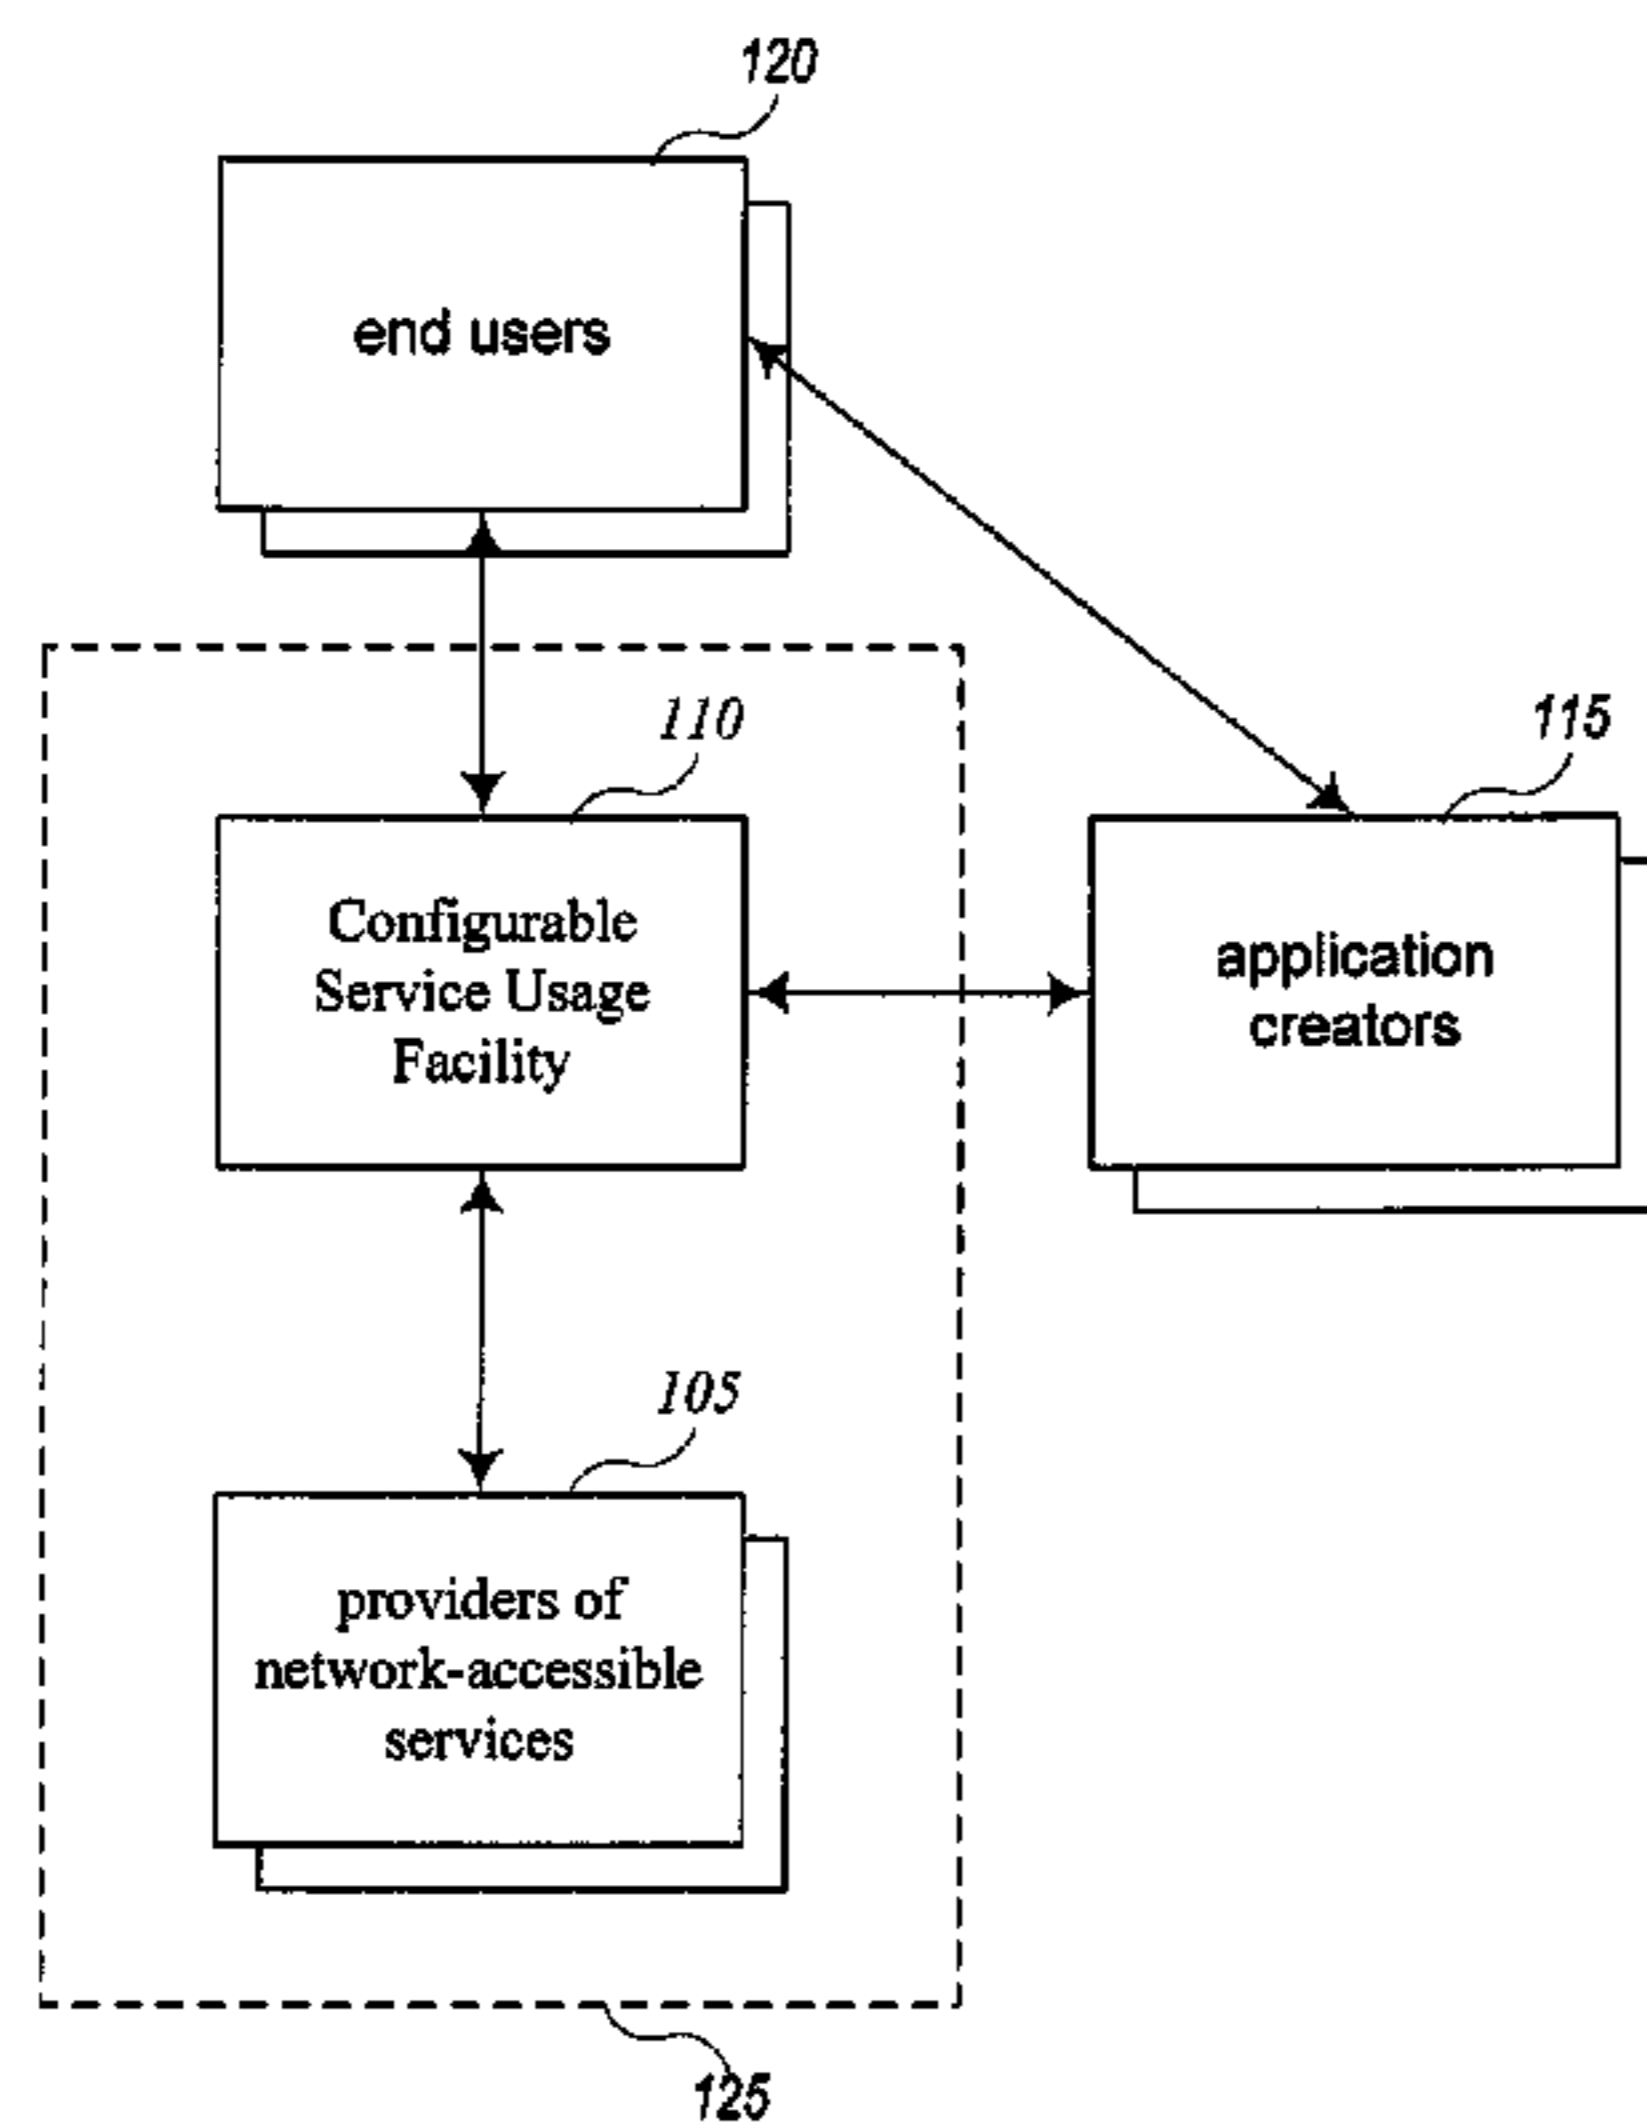 120
end users
110
115
Configurable
Service Usage
Facility
application
creators
105
providers of
network-accessible
services
125